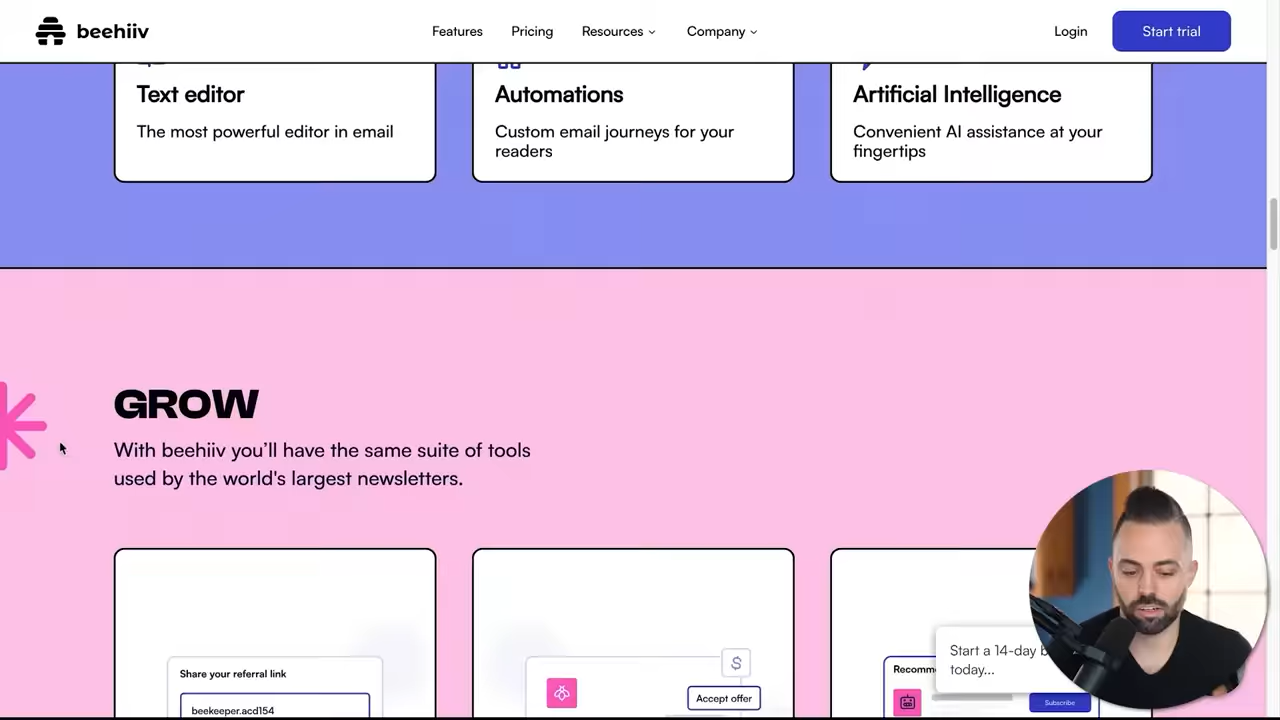 beehiiv
Features
Pricing
Resources
Company
Login
Start trial
Text editor
The most powerful editor in email
Automations
Custom email journeys for your
readers
Artificial Intelligence
Convenient AI assistance at your
fingertips
GROW
With beehiiv you’ll have the same suite of tools
used by the world's largest newsletters.
Share your referral link
beekeeper.acd154
$
Accept offer
Start a 14-day
today...
Subscribe